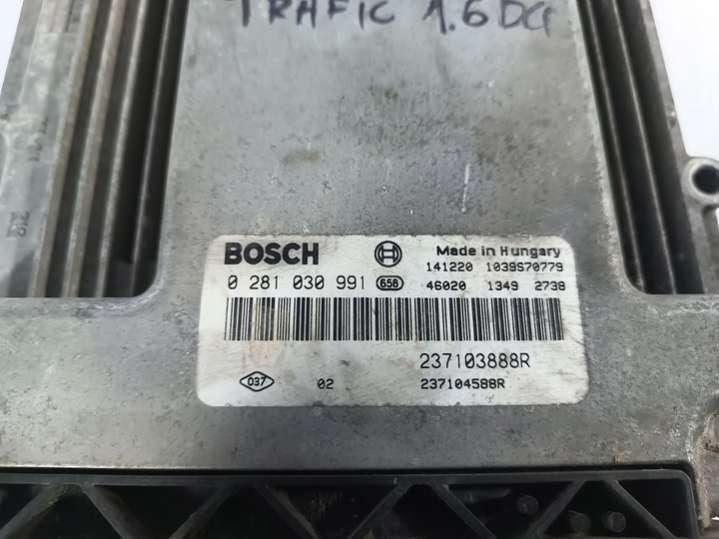 TRAFIC 1.6 DCI
BOSCH
Made in Hungary
0 281 030 991 658
141220 1039S70779
46020 1349 2738
237103888R
037 02 237104588R